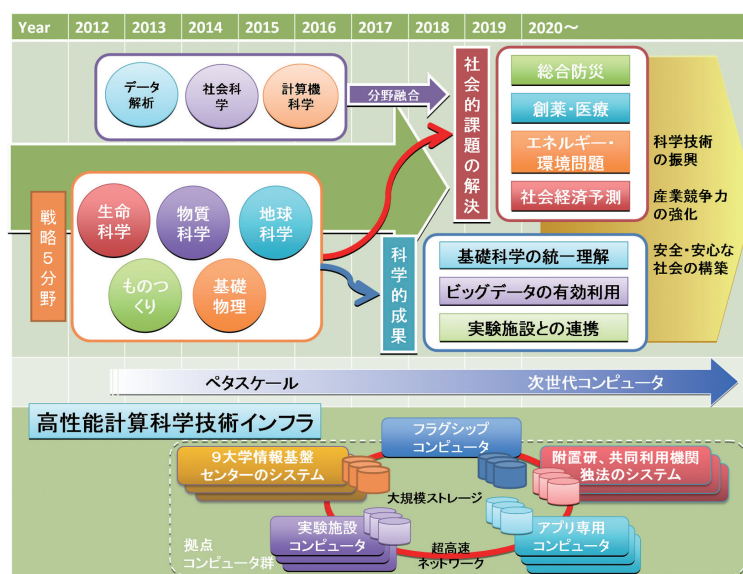 Year 2012 2013 2014 2015 2016 2017 2018 2019 2020～
データ
解析
社会科
学
計算機
科学
分野融合
社会的課題の解決
総合防災
創薬・医療
エネルギー・
環境問題
社会経済予測
科学技術
の振興
産業競争力
の強化
安全・安心な
社会の構築
戦略５分野
生命
科学
物質
科学
地球
科学
ものつ
くり
基礎
物理
科学的成果
基礎科学の統一理解
ビッグデータの有効利用
実験施設との連携
ペタスケール
次世代コンピュータ
高性能計算科学技術インフラ
フラグシップ
コンピュータ
９大学情報基盤
センターのシステム
附置研、共同利用機関
独法のシステム
大規模ストレージ
実験施設
コンピュータ
アプリ専用
コンピュータ
超高速
ネットワーク
拠点
コンピュータ群